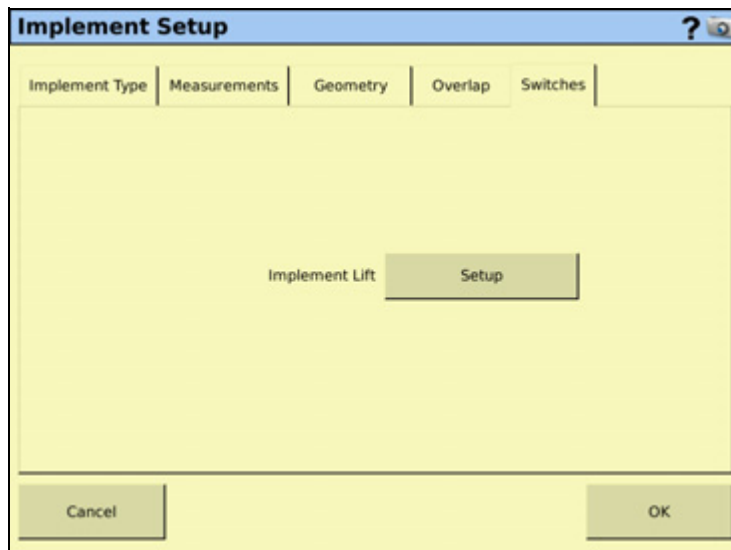 Implement Setup ?
Implement Type Measurements Geometry Overlap Switches
Implement Lift Setup
Cancel OK